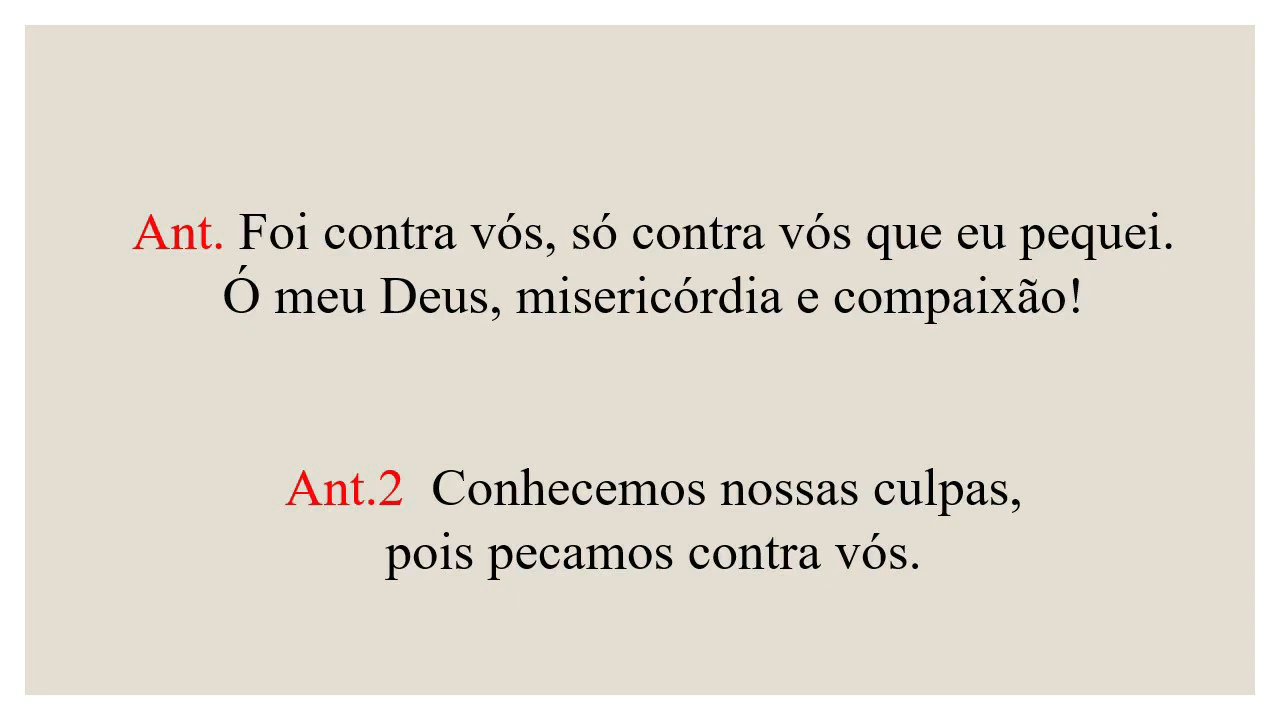 Ant. Foi contra vós, só contra vós que eu pequei.
Ó meu Deus, misericórdia e compaixão!
Ant.2 Conhecemos nossas culpas,
pois pecamos contra vós.